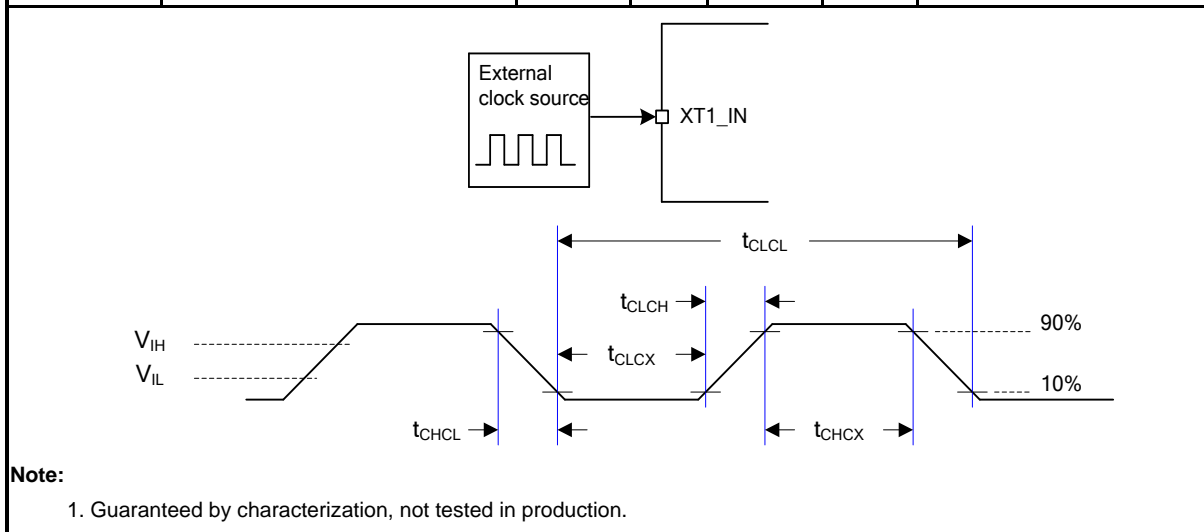 External
clock source
XT1_IN
tCLCL
tCLCH
90%
VIH
tCLCX
VIL
10%
tCHCL
tCHCX
Note:
1. Guaranteed by characterization, not tested in production.